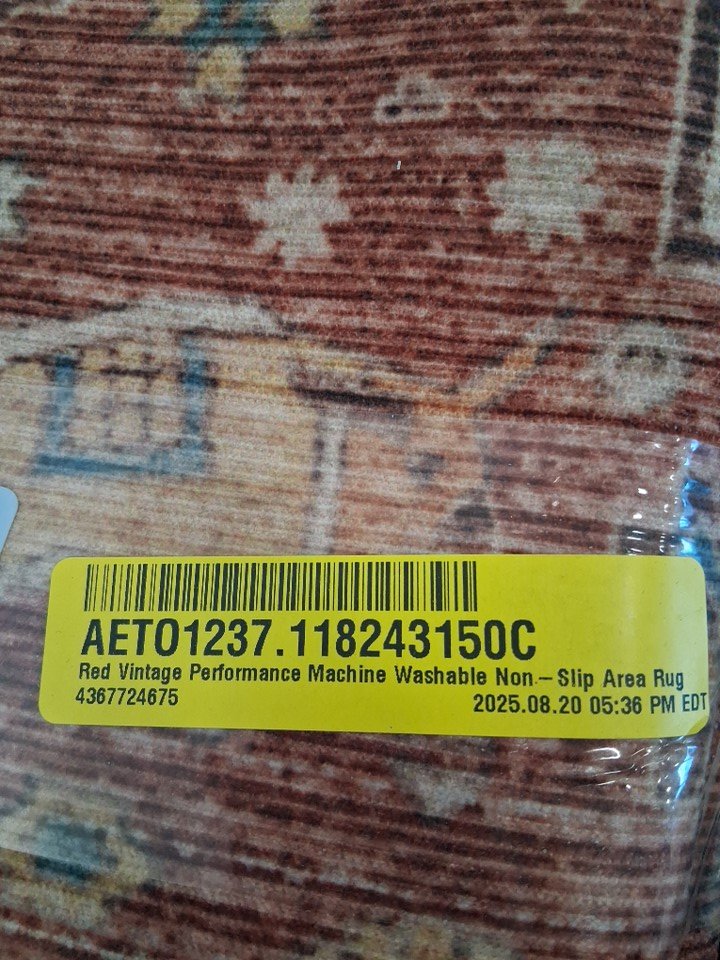 AETO1237.118243150C
Red Vintage Performance Machine Washable Non-Slip Area Rug
4367724675
2025.08.20 05:36 PM EDT